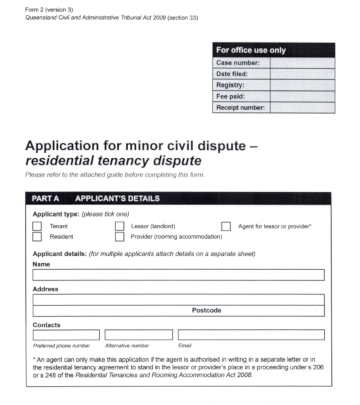 Form 2 (version 3)
Queensland Civil and Administrative Tribunal Act 2009 (section 33)
For office use only
Case number:
Date filed:
Registry:
Fee paid:
Receipt number:
Application for minor civil dispute –
residential tenancy dispute
Please refer to the attached guide before completing this form.
PART A APPLICANT'S DETAILS
Applicant type: (please tick one)
Tenant Lessor (landlord) Agent for lessor or provider*
Resident Provider (rooming accommodation)
Applicant details: (for multiple applicants attach details on a separate sheet)
Name
Address
Postcode
Contacts
Preferred phone number Alternative number Email
* An agent can only make this application if the agent is authorised in writing in a separate letter or in
the residential tenancy agreement to stand in the lessor or provider's place in a proceeding under s 206
or s 248 of the Residential Tenancies and Rooming Accommodation Act 2008.